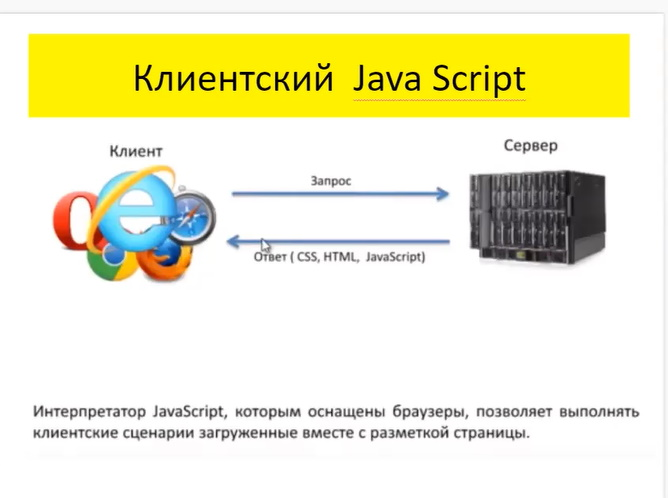 Клиентский Java Script
Клиент
Сервер
Запрос
Ответ ( CSS, HTML, JavaScript)
Интерпретатор JavaScript, которым оснащены браузеры, позволяет выполнять
клиентские сценарии загруженные вместе с разметкой страницы.